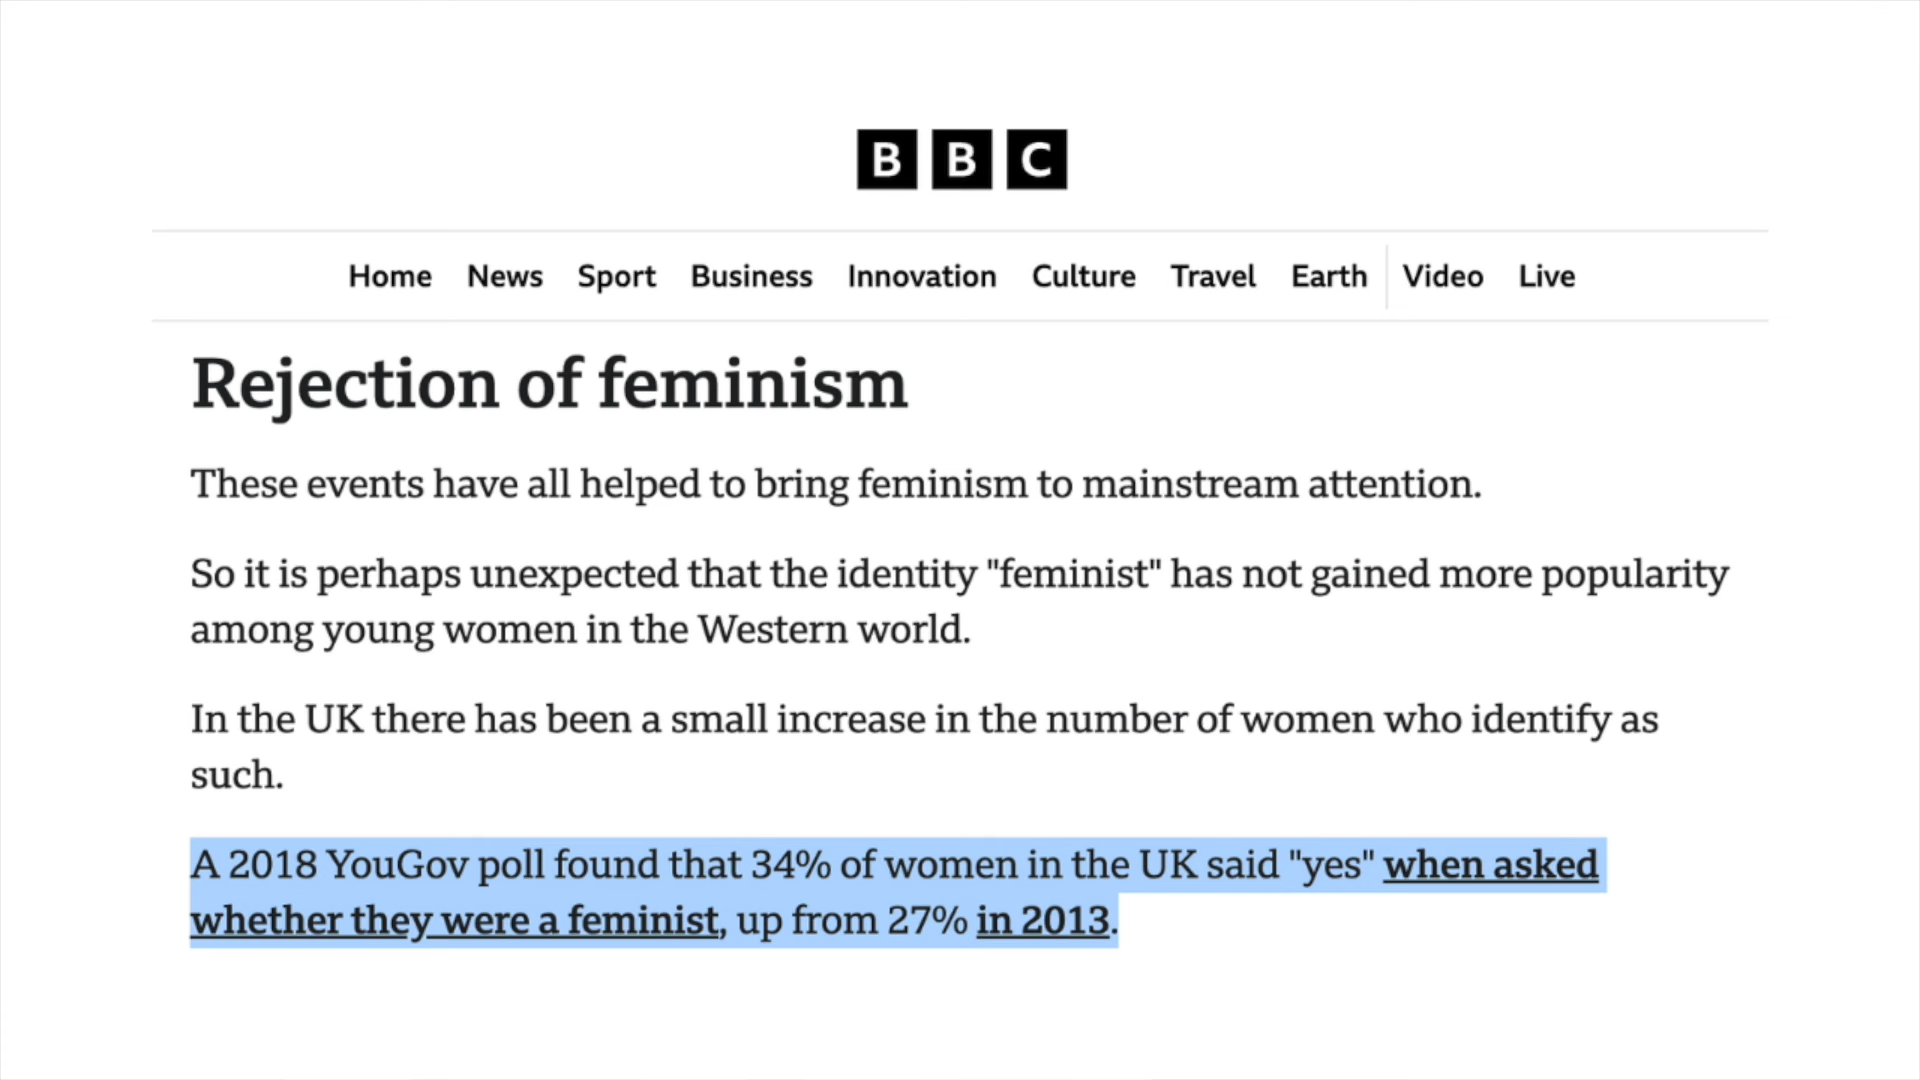 BBC
Home News Sport Business Innovation Culture Travel Earth Video Live
Rejection of feminism
These events have all helped to bring feminism to mainstream attention.
So it is perhaps unexpected that the identity "feminist" has not gained more popularity
among young women in the Western world.
In the UK there has been a small increase in the number of women who identify as
such.
A 2018 YouGov poll found that 34% of women in the UK said "yes" when asked
whether they were a feminist, up from 27% in 2013.